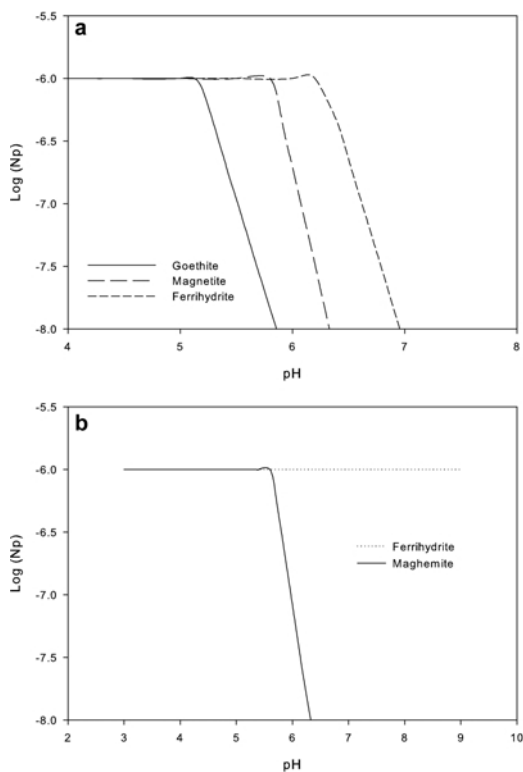 a
-5.5
-6.0
-6.5
-7.0
-7.5
-8.0
Log (Np)
Goethite
Magnetite
Ferrihydrite
4 5 6 7 8
pH
b
-5.5
-6.0
-6.5
-7.0
-7.5
-8.0
Log (Np)
Ferrihydrite
Maghemite
2 3 4 5 6 7 8 9 10
pH